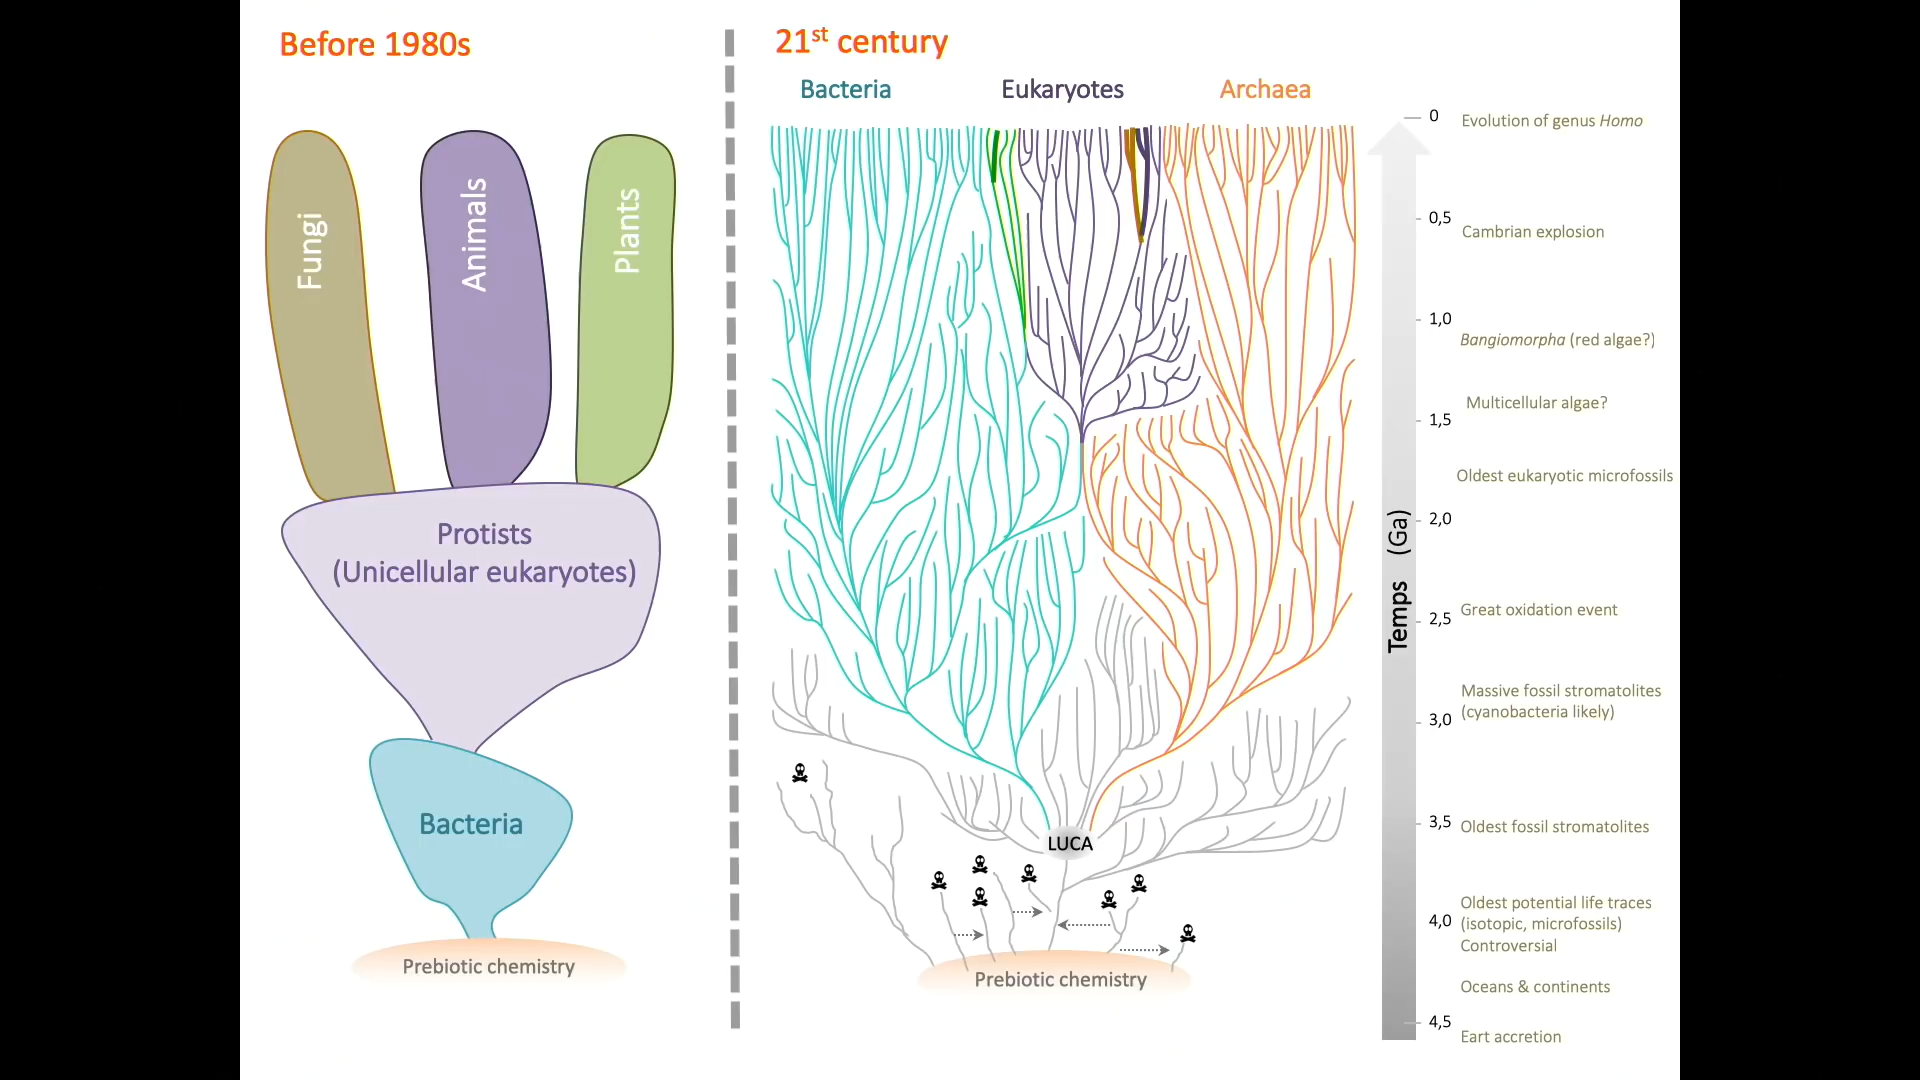 Before 1980s
Fungi
Animals
Plants
Protists
(Unicellular eukaryotes)
Bacteria
Prebiotic chemistry
21st century
Bacteria
Eukaryotes
Archaea
LUCA
Prebiotic chemistry
Temps (Ga)
0
Evolution of genus Homo
0,5
Cambrian explosion
1,0
Bangiomorpha (red algae?)
Multicellular algae?
1,5
Oldest eukaryotic microfossils
2,0
Great oxidation event
2,5
Massive fossil stromatolites
(cyanobacteria likely)
3,0
3,5
Oldest fossil stromatolites
Oldest potential life traces
4,0
(isotopic, microfossils)
Controversial
Oceans & continents
4,5
Eart accretion